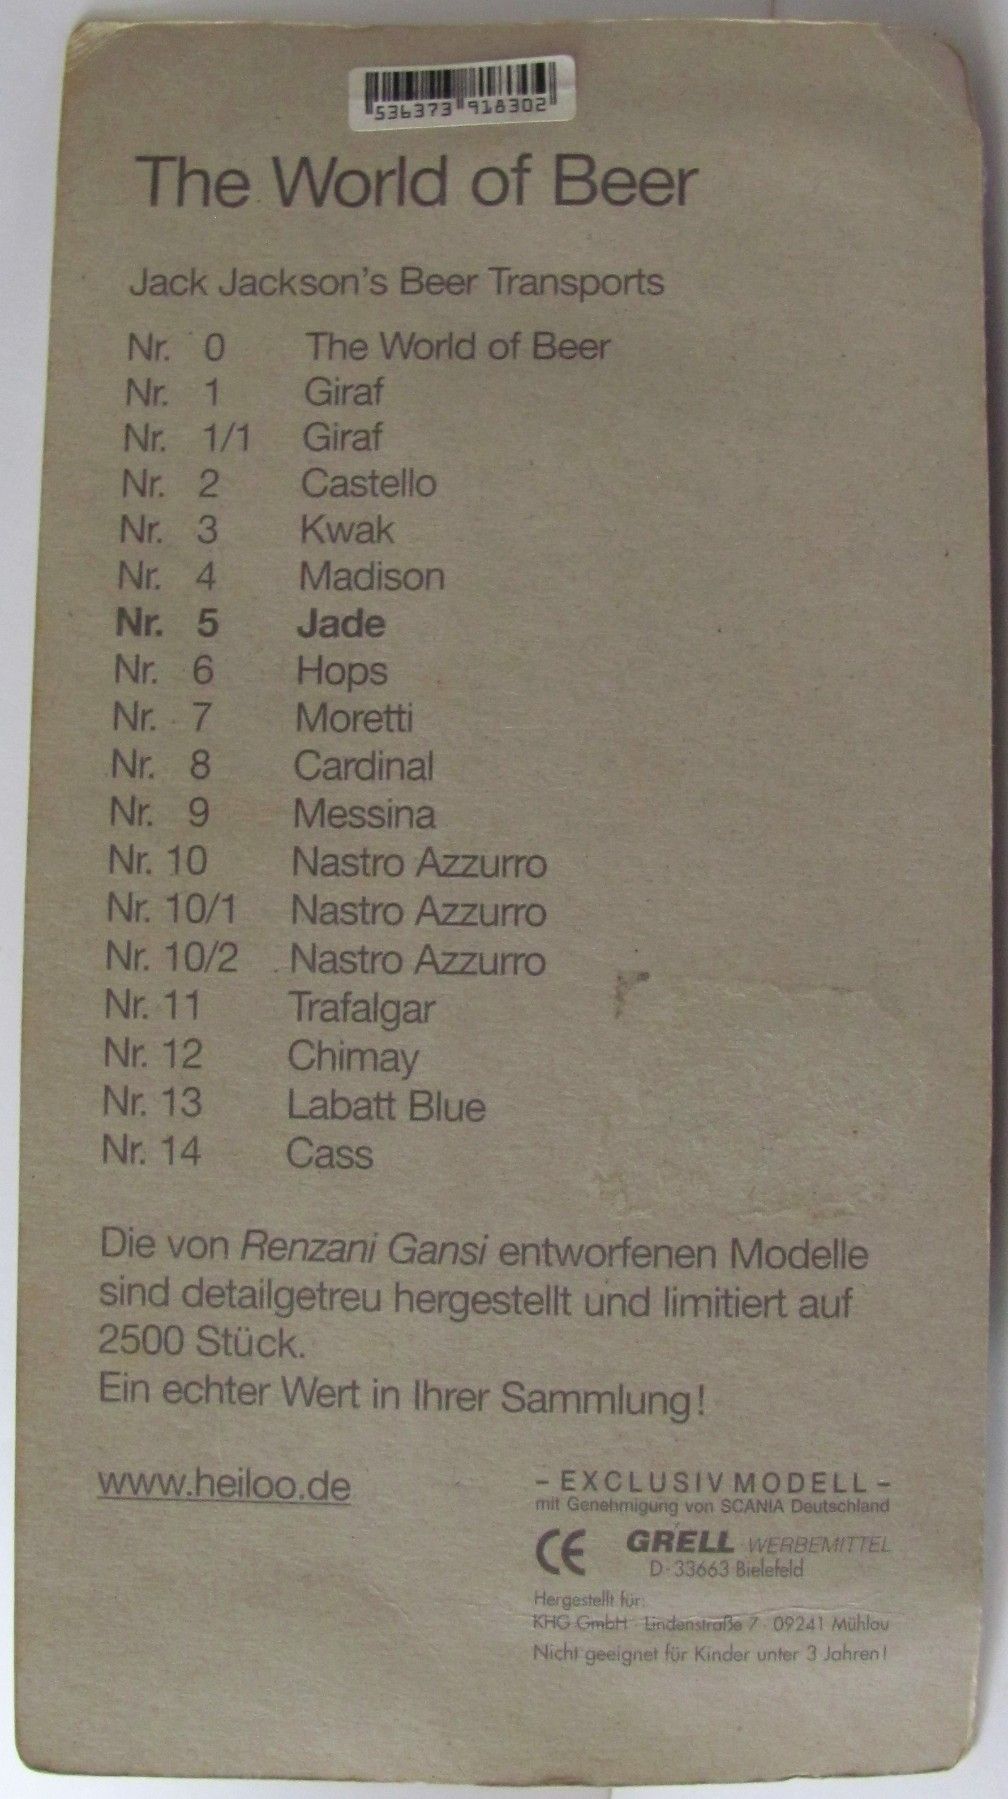 536373 918302
The World of Beer
Jack Jackson's Beer Transports
Nr. 0 The World of Beer
Nr. 1 Giraf
Nr. 1/1 Giraf
Nr. 2 Castello
Nr. 3 Kwak
Nr. 4 Madison
Nr. 5 Jade
Nr. 6 Hops
Nr. 7 Moretti
Nr. 8 Cardinal
Nr. 9 Messina
Nr. 10 Nastro Azzurro
Nr. 10/1 Nastro Azzurro
Nr. 10/2 Nastro Azzurro
Nr. 11 Trafalgar
Nr. 12 Chimay
Nr. 13 Labatt Blue
Nr. 14 Cass
Die von Renzani Gansi entworfenen Modelle
sind detailgetreu hergestellt und limitiert auf
2500 Stück.
Ein echter Wert in Ihrer Sammlung!
www.heiloo.de
– EXCLUSIV MODELL –
mit Genehmigung von SCANIA Deutschland
CE GRELL WERBEMITTEL
D-33663 Bielefeld
Hergestellt für:
KHG GmbH · Lindenstraße 7 · 09241 Mühlau
Nicht geeignet für Kinder unter 3 Jahren!